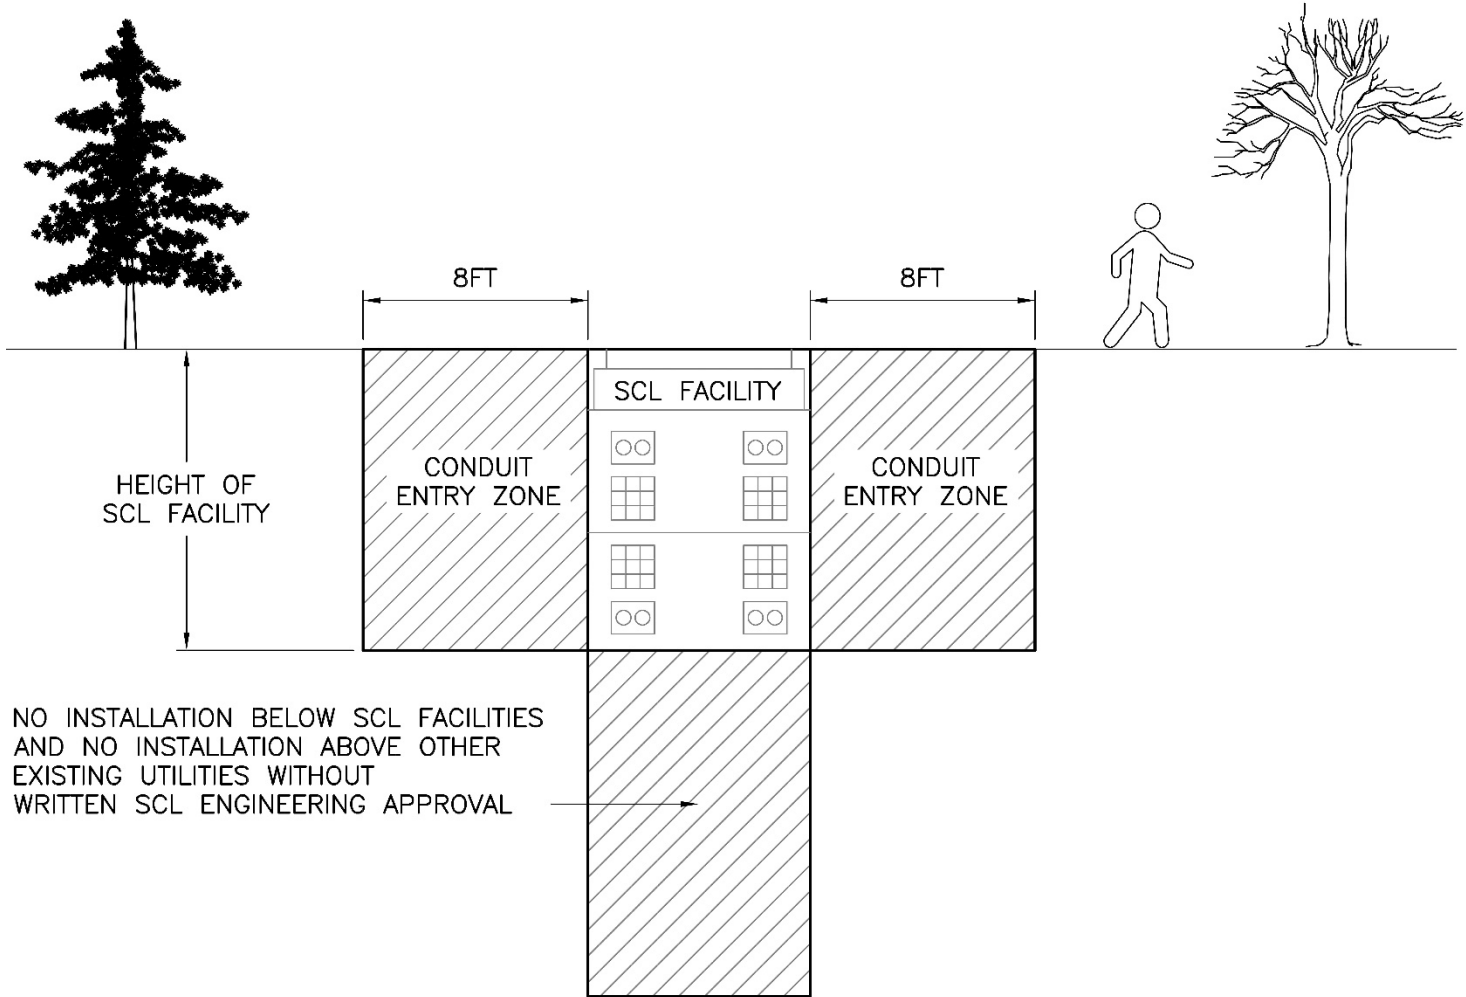 8FT
8FT
SCL FACILITY
CONDUIT
ENTRY ZONE
CONDUIT
ENTRY ZONE
HEIGHT OF
SCL FACILITY
NO INSTALLATION BELOW SCL FACILITIES
AND NO INSTALLATION ABOVE OTHER
EXISTING UTILITIES WITHOUT
WRITTEN SCL ENGINEERING APPROVAL